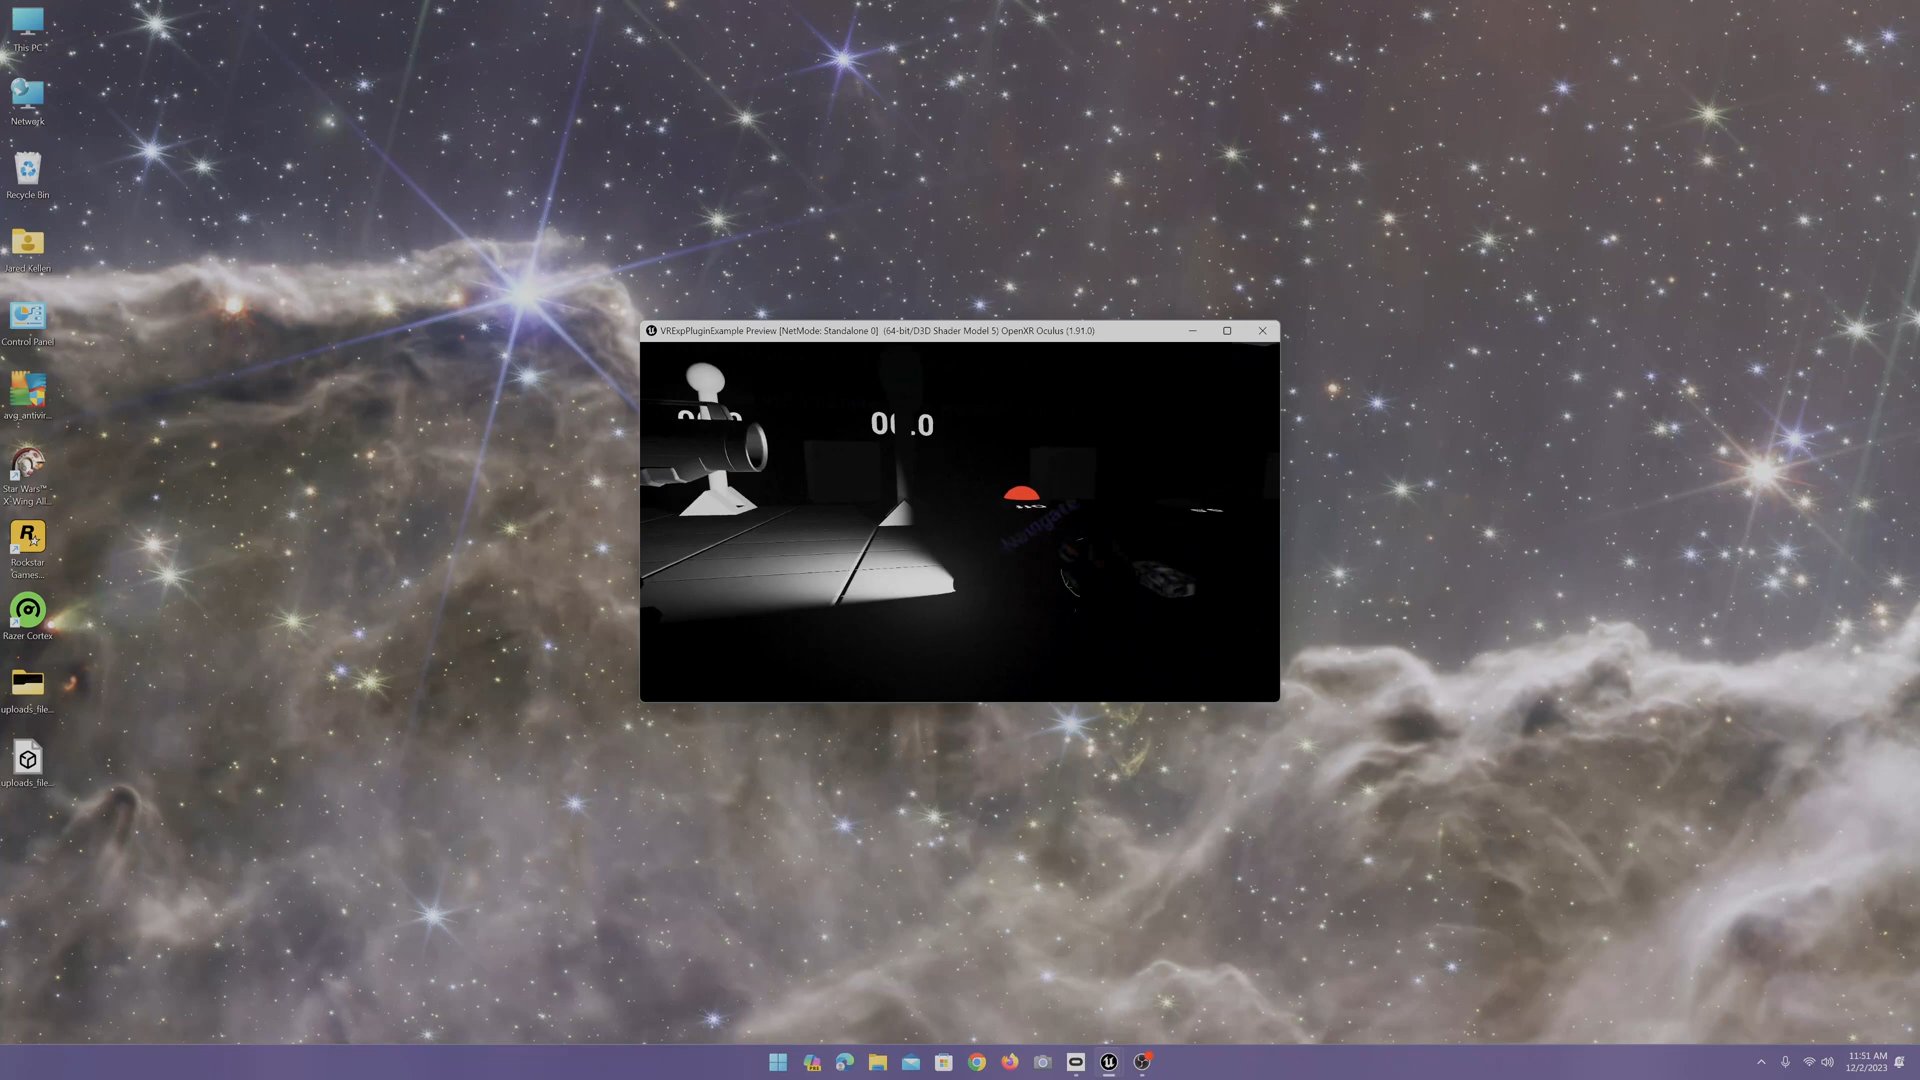 This PC
Network
Recycle Bin
Jared Kellen
Control Panel
avg_antivir...
Star Wars™
X-Wing All...
Rockstar
Games...
Razer Cortex
uploads_file...
uploads_file...
VRExpPluginExample Preview [NetMode: Standalone 0] (64-bit/D3D Shader Model 5) OpenXR Oculus (1.91.0)
Navigate
11:51 AM
12/2/2023